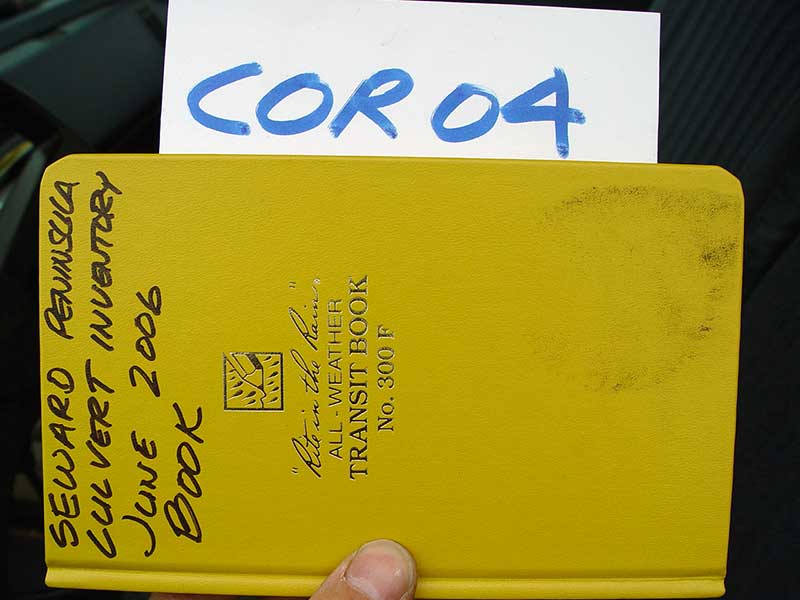 COR 04
SEWARD PENINSULA
CULVERT INVENTORY
JUNE 2006
BOOK
"Rite in the Rain"
ALL-WEATHER
TRANSIT BOOK
No. 300 F